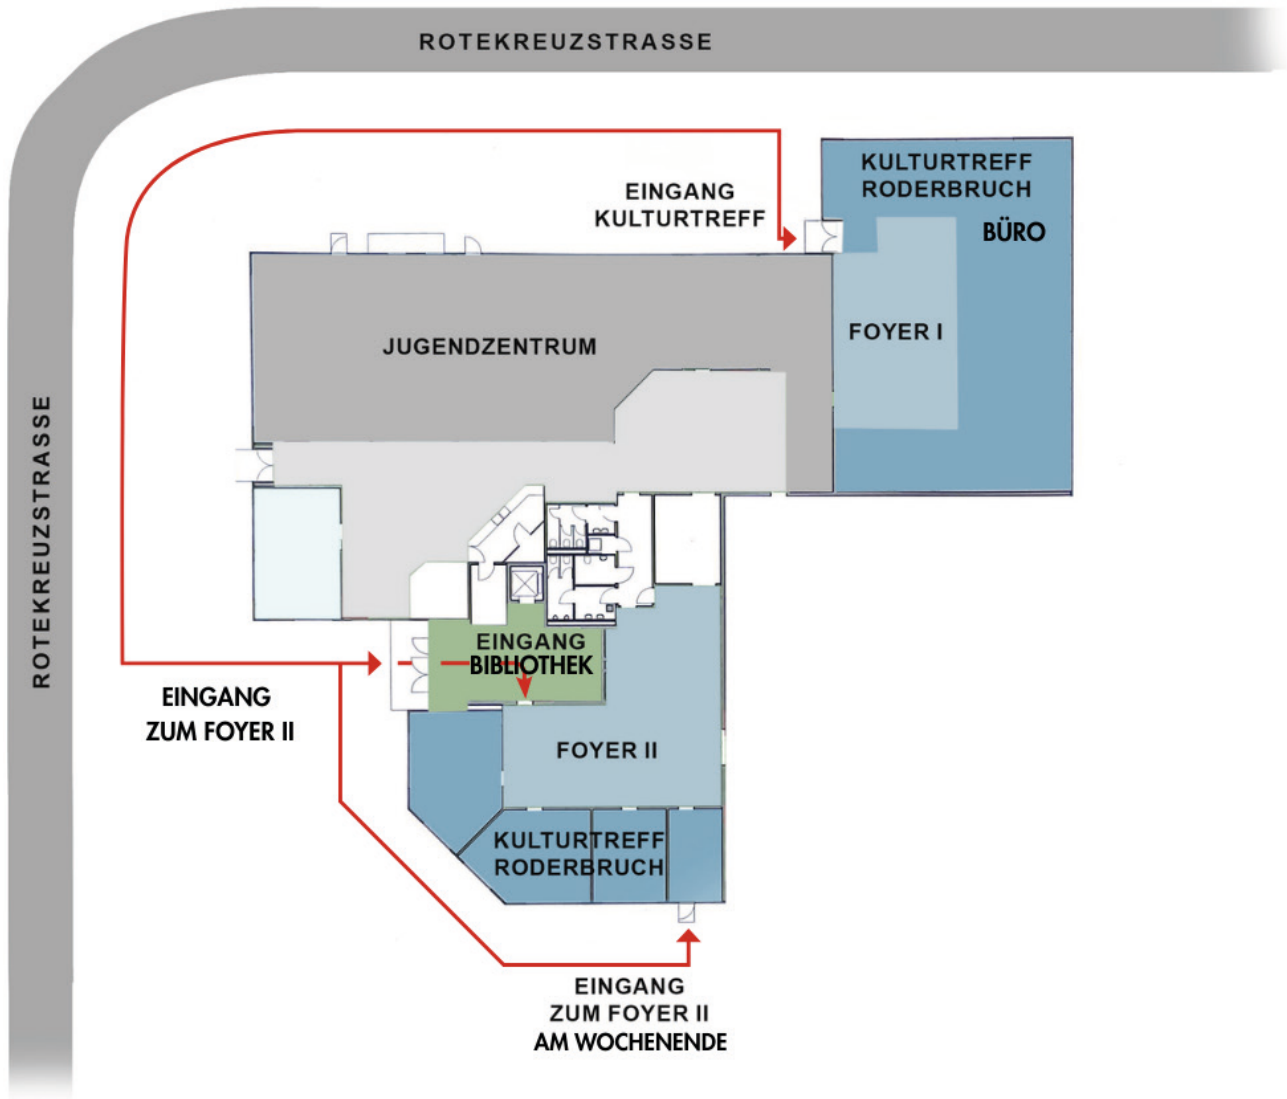 ROTEKREUZSTRASSE
KULTURTREFF
RODERBRUCH
BÜRO
EINGANG
KULTURTREFF
FOYER I
JUGENDZENTRUM
ROTEKREUZSTRASSE
EINGANG
BIBLIOTHEK
EINGANG
ZUM FOYER II
FOYER II
KULTURTREFF
RODERBRUCH
EINGANG
ZUM FOYER II
AM WOCHENENDE